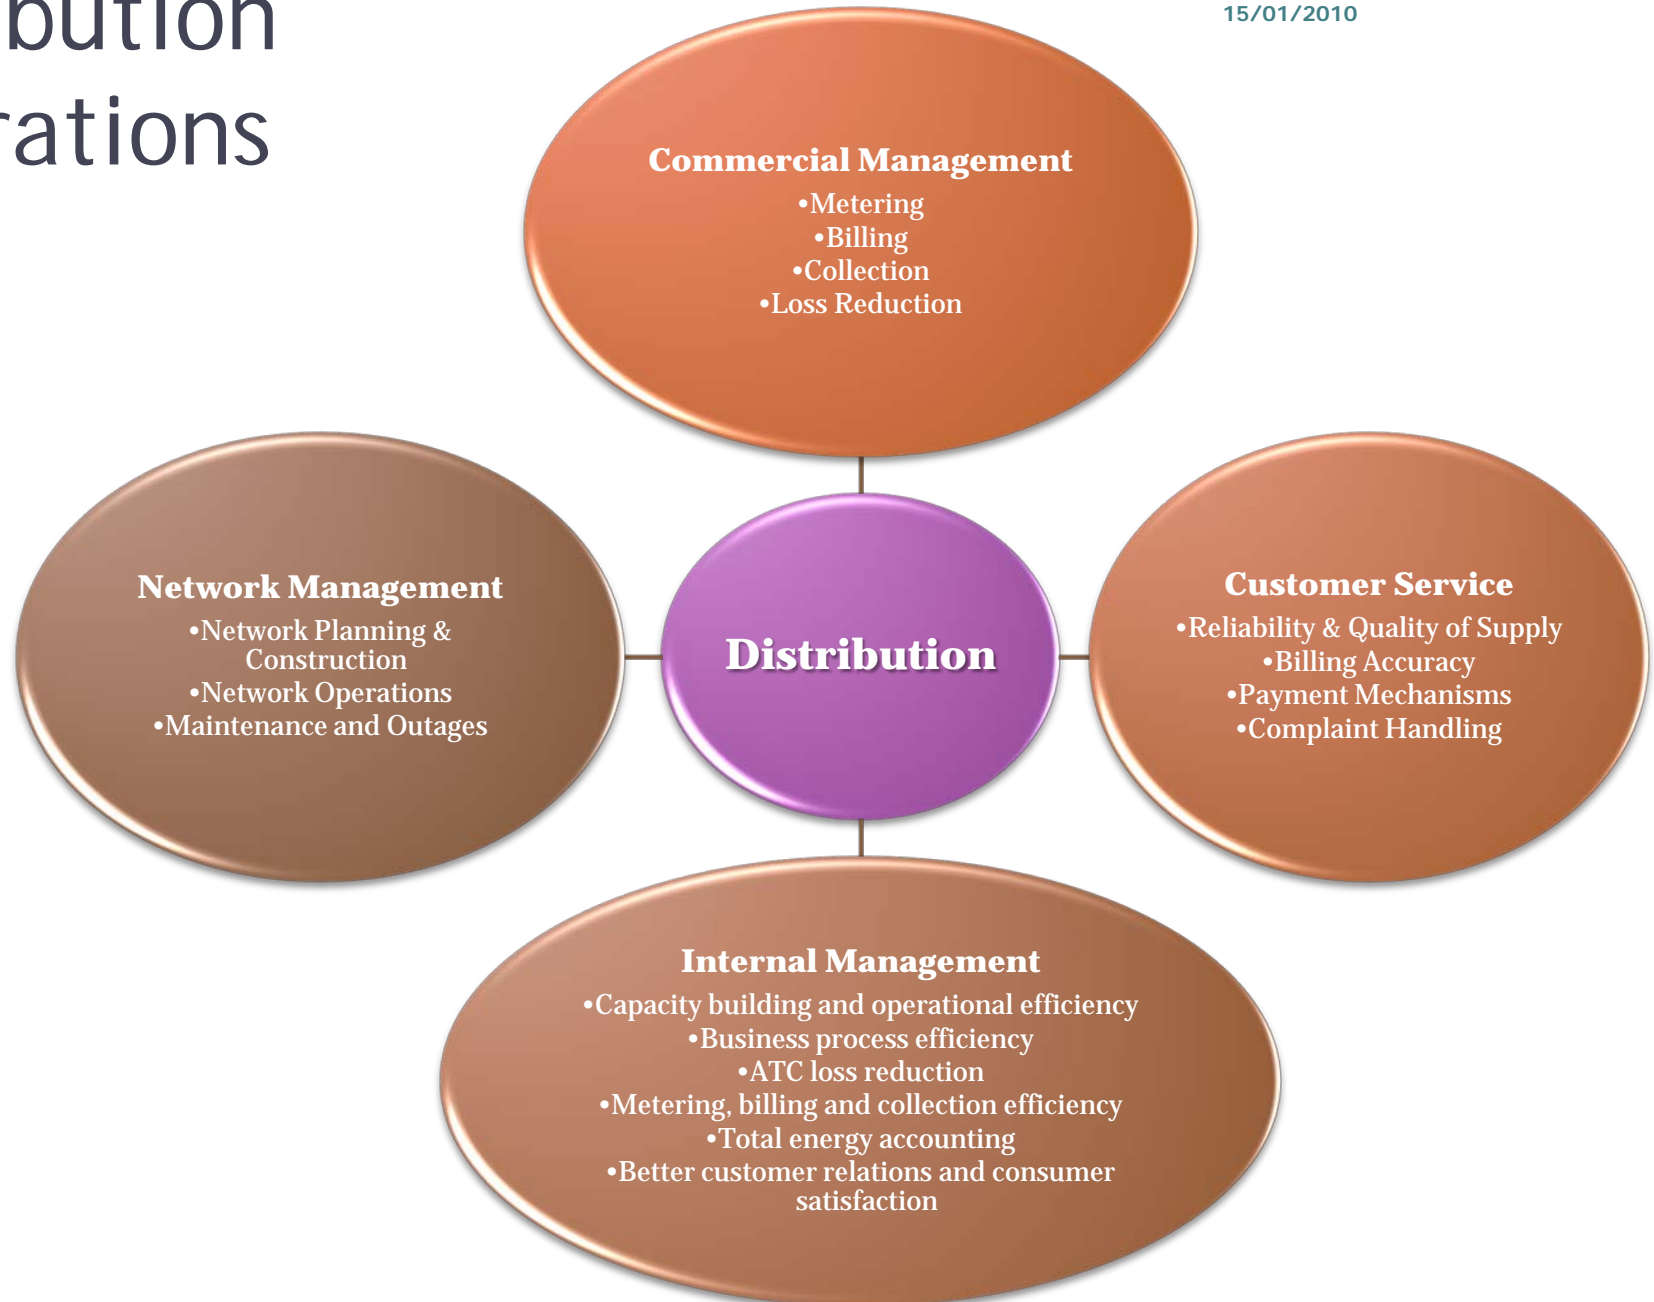 bution
rations
15/01/2010
Commercial Management
•Metering
•Billing
•Collection
•Loss Reduction
Network Management
•Network Planning &
Construction
•Network Operations
•Maintenance and Outages
Distribution
Customer Service
•Reliability & Quality of Supply
•Billing Accuracy
•Payment Mechanisms
•Complaint Handling
Internal Management
•Capacity building and operational efficiency
•Business process efficiency
•ATC loss reduction
•Metering, billing and collection efficiency
•Total energy accounting
•Better customer relations and consumer
satisfaction